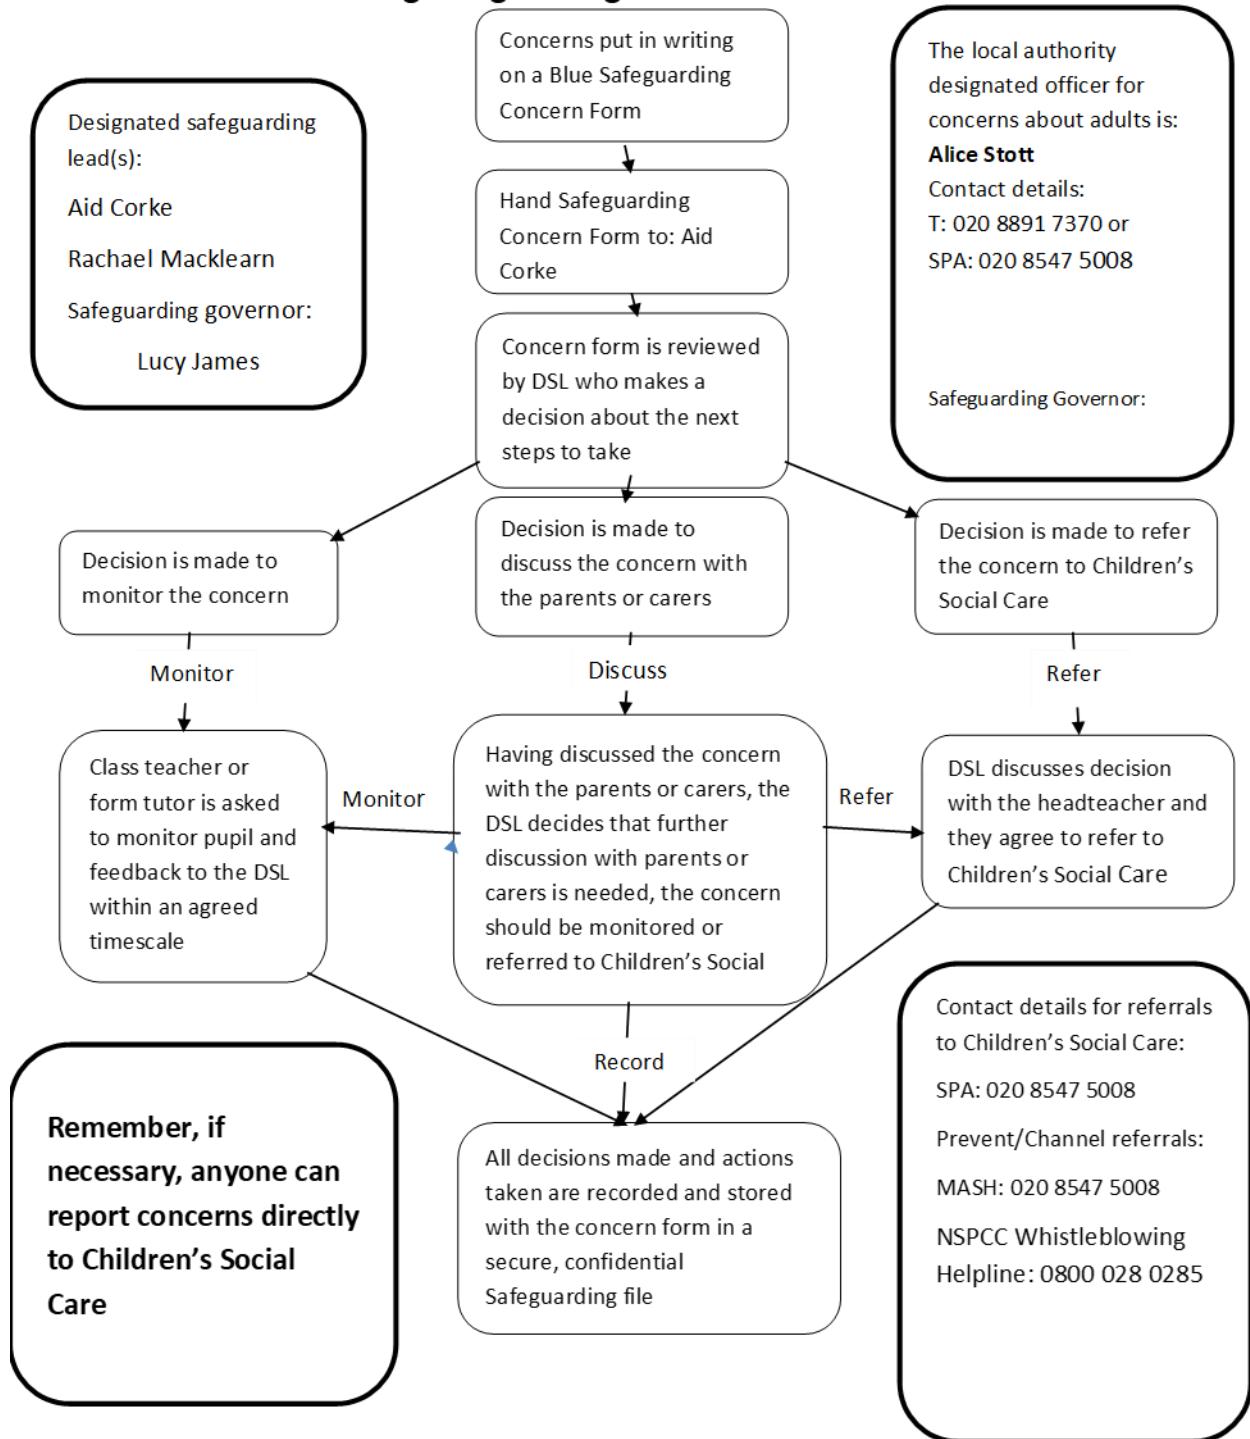 Concerns put in writing
on a Blue Safeguarding
Concern Form
The local authority
designated officer for
concerns about adults is:
Alice Stott
Contact details:
T: 020 8891 7370 or
SPA: 020 8547 5008
Safeguarding Governor:
Designated safeguarding
lead(s):
Aid Corke
Rachael Macklearn
Safeguarding governor:
Lucy James
Hand Safeguarding
Concern Form to: Aid
Corke
Concern form is reviewed
by DSL who makes a
decision about the next
steps to take
Decision is made to
monitor the concern
Decision is made to
discuss the concern with
the parents or carers
Decision is made to refer
the concern to Children’s
Social Care
Monitor
Discuss
Refer
Class teacher or
form tutor is asked
to monitor pupil and
feedback to the DSL
within an agreed
timescale
Monitor
Having discussed the concern
with the parents or carers, the
DSL decides that further
discussion with parents or
carers is needed, the concern
should be monitored or
referred to Children’s Social
Refer
DSL discusses decision
with the headteacher and
they agree to refer to
Children’s Social Care
Record
Remember, if
necessary, anyone can
report concerns directly
to Children’s Social
Care
All decisions made and actions
taken are recorded and stored
with the concern form in a
secure, confidential
Safeguarding file
Contact details for referrals
to Children’s Social Care:
SPA: 020 8547 5008
Prevent/Channel referrals:
MASH: 020 8547 5008
NSPCC Whistleblowing
Helpline: 0800 028 0285